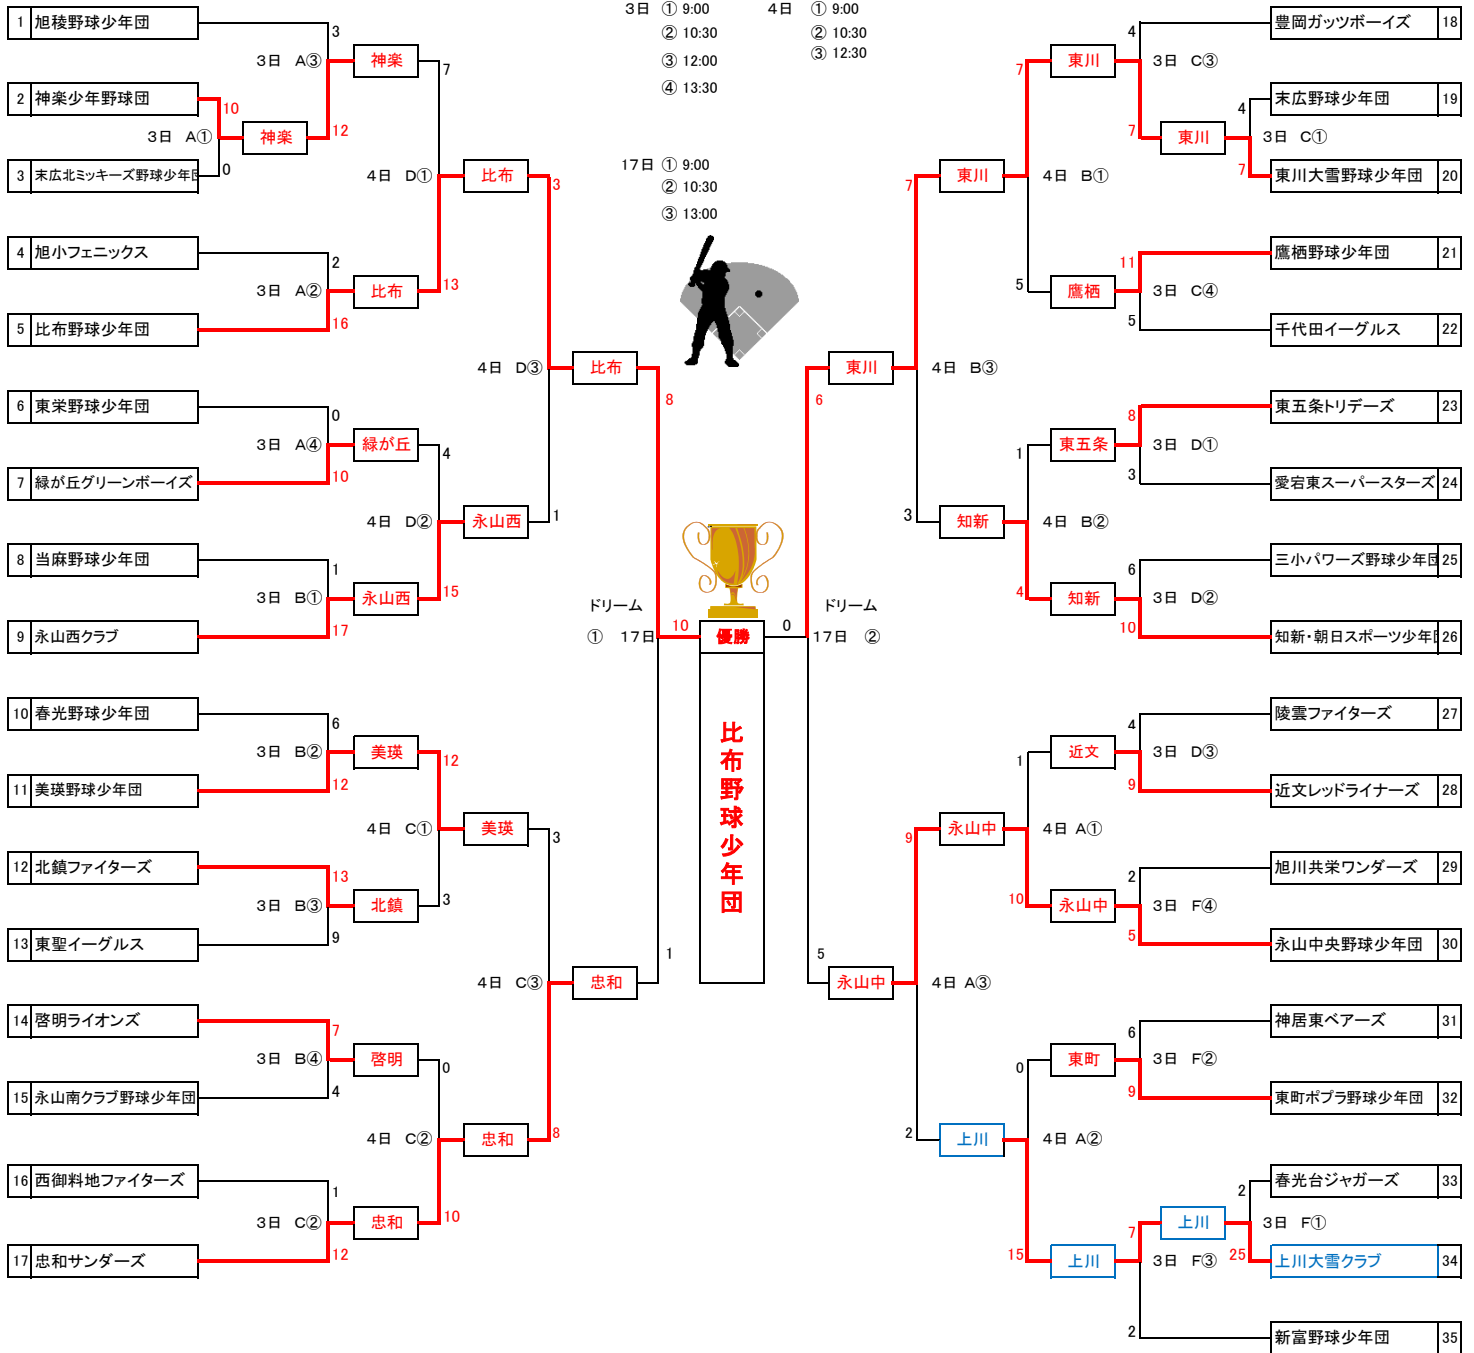 3日 ① 9:00
② 10:30
③ 12:00
④ 13:30
4日 ① 9:00
② 10:30
③ 12:30
17日 ① 9:00
② 10:30
③ 13:00
1 旭稜野球少年団
3
3日 A③
神楽
7
2 神楽少年野球団
10
3日 A①
神楽
12
3 末広北ミッキーズ野球少年団
0
4日 D①
比布
3
4 旭小フェニックス
2
3日 A②
比布
13
5 比布野球少年団
16
4日 D③
比布
8
6 東栄野球少年団
0
3日 A④
緑が丘
4
7 緑が丘グリーンボーイズ
10
4日 D②
永山西
1
8 当麻野球少年団
1
3日 B①
永山西
15
9 永山西クラブ
17
ドリーム
① 17日
10
優勝
0
ドリーム
17日 ②
比布野球少年団
10 春光野球少年団
6
3日 B②
美瑛
12
11 美瑛野球少年団
12
4日 C①
美瑛
3
12 北鎮ファイターズ
13
3日 B③
北鎮
3
13 東聖イーグルス
9
4日 C③
忠和
1
14 啓明ライオンズ
7
3日 B④
啓明
0
15 永山南クラブ野球少年団
4
4日 C②
忠和
8
16 西御料地ファイターズ
1
3日 C②
忠和
10
17 忠和サンダーズ
12
豊岡ガッツボーイズ 18
4
3日 C③
東川
7
末広野球少年団 19
4
3日 C①
東川
7
東川大雪野球少年団 20
7
4日 B①
東川
7
鷹栖野球少年団 21
11
3日 C④
鷹栖
5
千代田イーグルス 22
5
4日 B③
東川
6
東五条トリデーズ 23
8
3日 D①
東五条
1
愛宕東スーパースターズ 24
3
4日 B②
知新
3
三小パワーズ野球少年団 25
6
3日 D②
知新
4
知新・朝日スポーツ少年団 26
10
陵雲ファイターズ 27
4
3日 D③
近文
1
近文レッドライナーズ 28
9
4日 A①
永山中
9
旭川共栄ワンダーズ 29
2
3日 F④
永山中
10
永山中央野球少年団 30
5
4日 A③
永山中
5
神居東ベアーズ 31
6
3日 F②
東町
0
東町ポプラ野球少年団 32
9
4日 A②
上川
2
春光台ジャガーズ 33
2
3日 F①
上川
7
上川大雪クラブ 34
25
3日 F③
上川
15
新富野球少年団 35
2